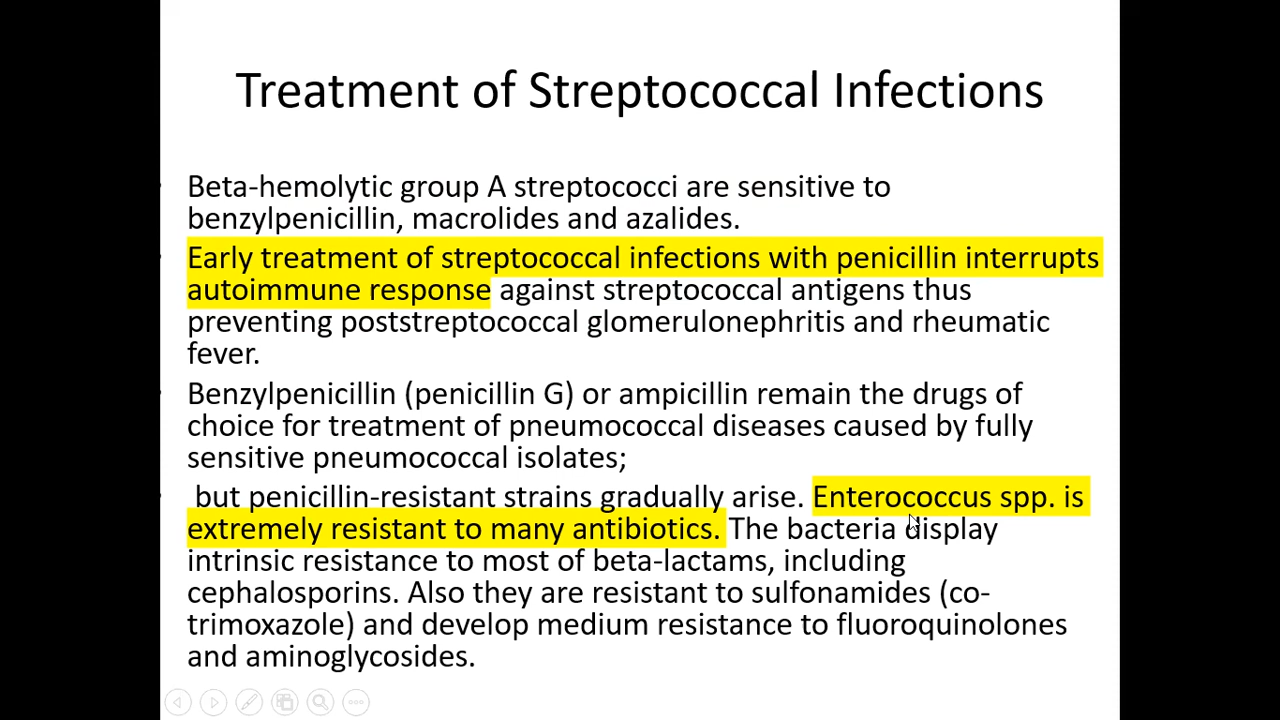 Treatment of Streptococcal Infections
Beta-hemolytic group A streptococci are sensitive to
benzylpenicillin, macrolides and azalides.
Early treatment of streptococcal infections with penicillin interrupts
autoimmune response against streptococcal antigens thus
preventing poststreptococcal glomerulonephritis and rheumatic
fever.
Benzylpenicillin (penicillin G) or ampicillin remain the drugs of
choice for treatment of pneumococcal diseases caused by fully
sensitive pneumococcal isolates;
but penicillin-resistant strains gradually arise. Enterococcus spp. is
extremely resistant to many antibiotics. The bacteria display
intrinsic resistance to most of beta-lactams, including
cephalosporins. Also they are resistant to sulfonamides (co-
trimoxazole) and develop medium resistance to fluoroquinolones
and aminoglycosides.